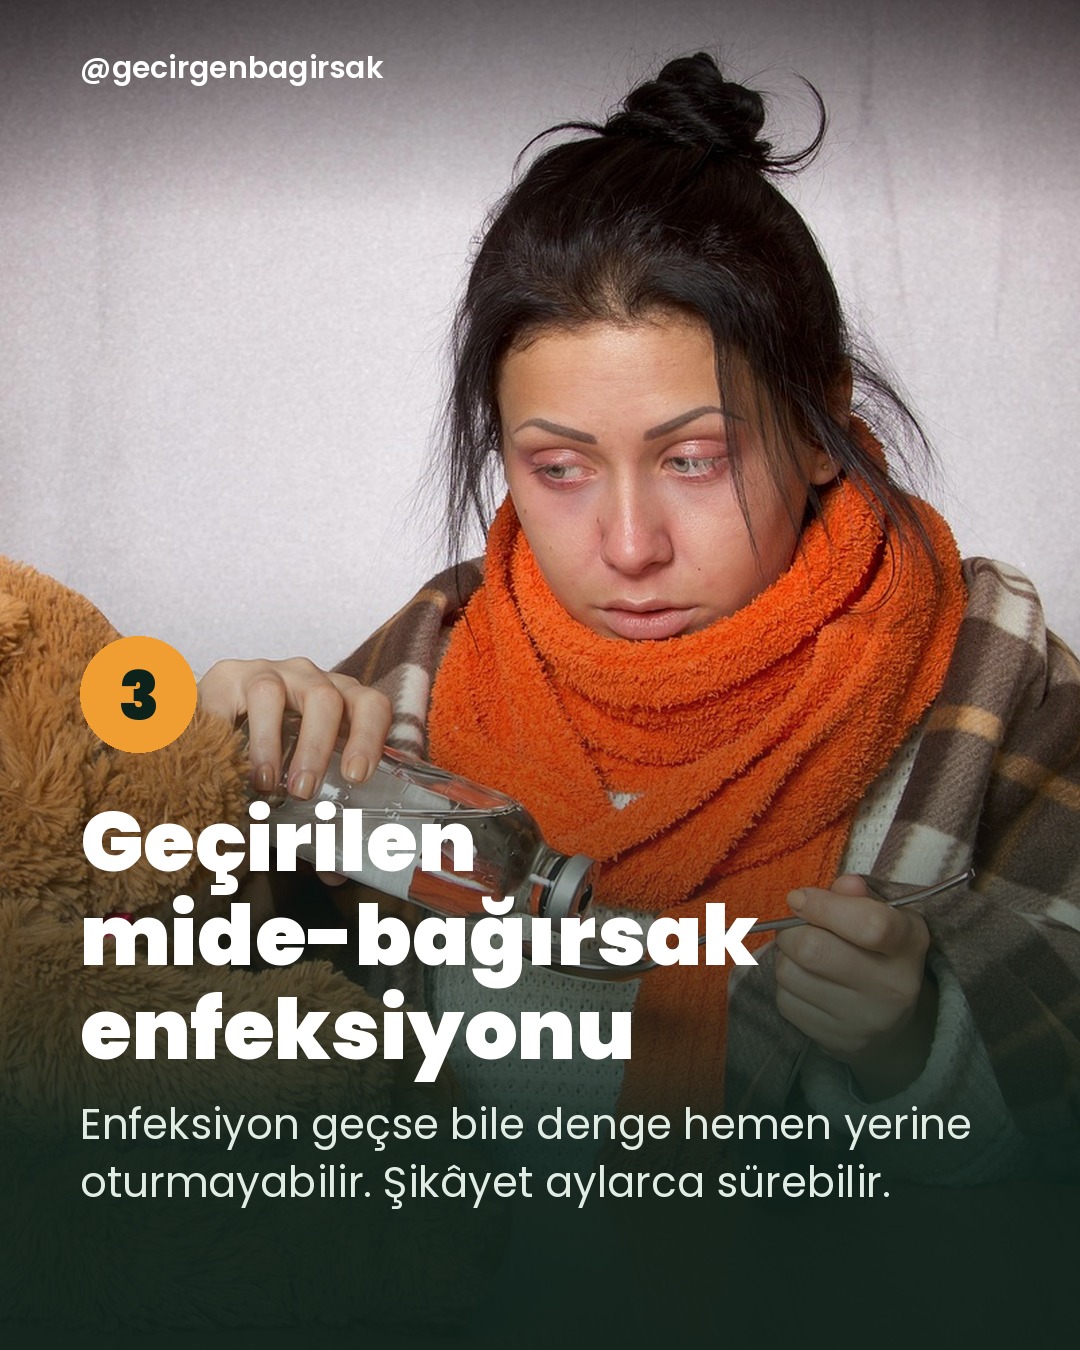 @gecirgenbagirsak
3
Geçirilen
mide-bağırsak
enfeksiyonu
Enfeksiyon geçse bile denge hemen yerine
oturmayabilir. Şikâyet aylarca sürebilir.